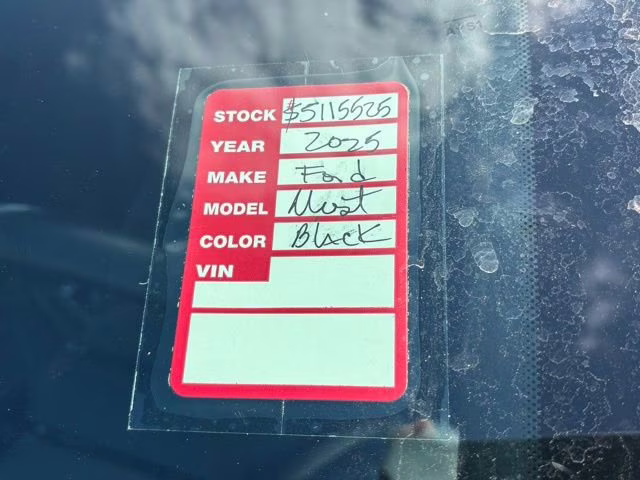 STOCK S5115525
YEAR 2025
MAKE Ford
MODEL Must
COLOR Black
VIN